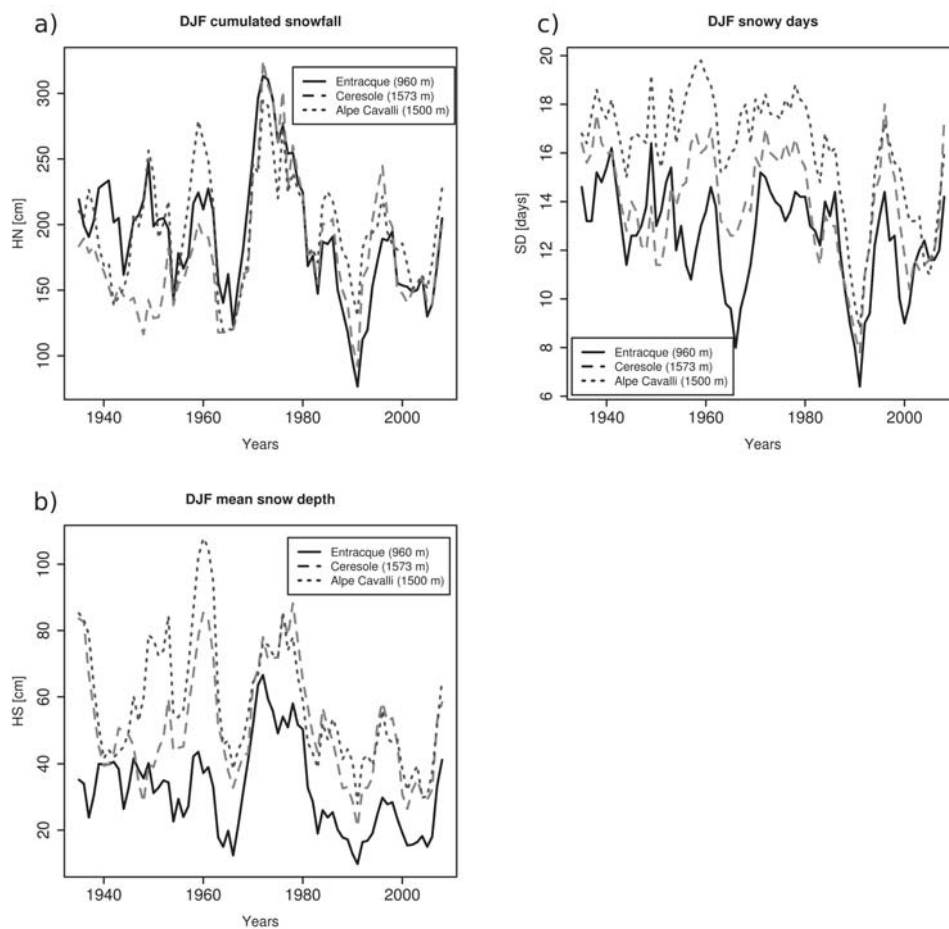 a)
DJF cumulated snowfall
HN [cm]
300
250
200
150
100
Entracque (960 m)
Ceresole (1573 m)
Alpe Cavalli (1500 m)
1940 1960 1980 2000
Years
c)
DJF snowy days
SD [days]
20
18
16
14
12
10
8
6
Entracque (960 m)
Ceresole (1573 m)
Alpe Cavalli (1500 m)
1940 1960 1980 2000
Years
b)
DJF mean snow depth
HS [cm]
100
80
60
40
20
Entracque (960 m)
Ceresole (1573 m)
Alpe Cavalli (1500 m)
1940 1960 1980 2000
Years